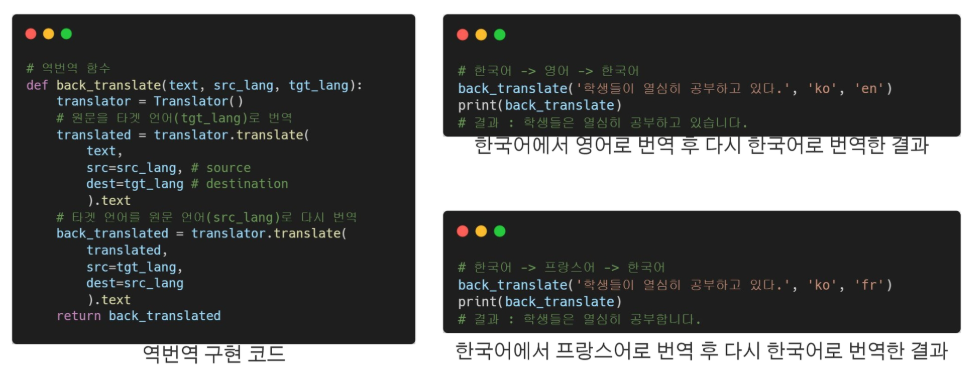 # 역번역 함수
def back_translate(text, src_lang, tgt_lang):
    translator = Translator()
    # 원문을 타겟 언어(tgt_lang)로 번역
    translated = translator.translate(
        text,
        src=src_lang, # source
        dest=tgt_lang # destination
        ).text
    # 타겟 언어를 원문 언어(src_lang)로 다시 번역
    back_translated = translator.translate(
        translated,
        src=tgt_lang,
        dest=src_lang
        ).text
    return back_translated
역번역 구현 코드
# 한국어 -> 영어 -> 한국어
back_translate('학생들이 열심히 공부하고 있다.', 'ko', 'en')
print(back_translate)
# 결과 : 학생들은 열심히 공부하고 있습니다.
한국어에서 영어로 번역 후 다시 한국어로 번역한 결과
# 한국어 -> 프랑스어 -> 한국어
back_translate('학생들이 열심히 공부하고 있다.', 'ko', 'fr')
print(back_translate)
# 결과 : 학생들은 열심히 공부합니다.
한국어에서 프랑스어로 번역 후 다시 한국어로 번역한 결과